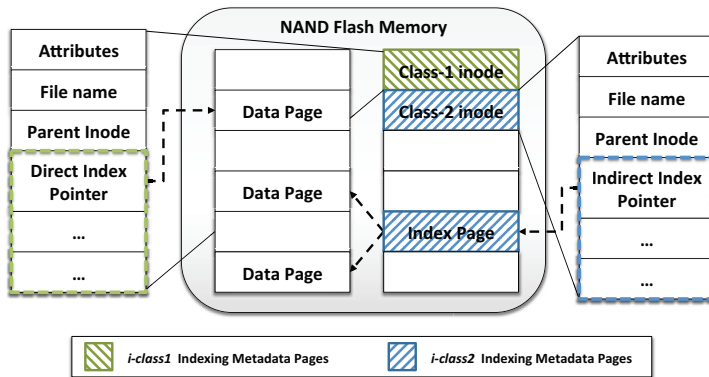 NAND Flash Memory
Attributes
File name
Parent Inode
Direct Index
Pointer
...
...
Data Page
Data Page
Data Page
Class-1 inode
Class-2 inode
Index Page
Attributes
File name
Parent Inode
Indirect Index
Pointer
...
...
i-class1 Indexing Metadata Pages
i-class2 Indexing Metadata Pages